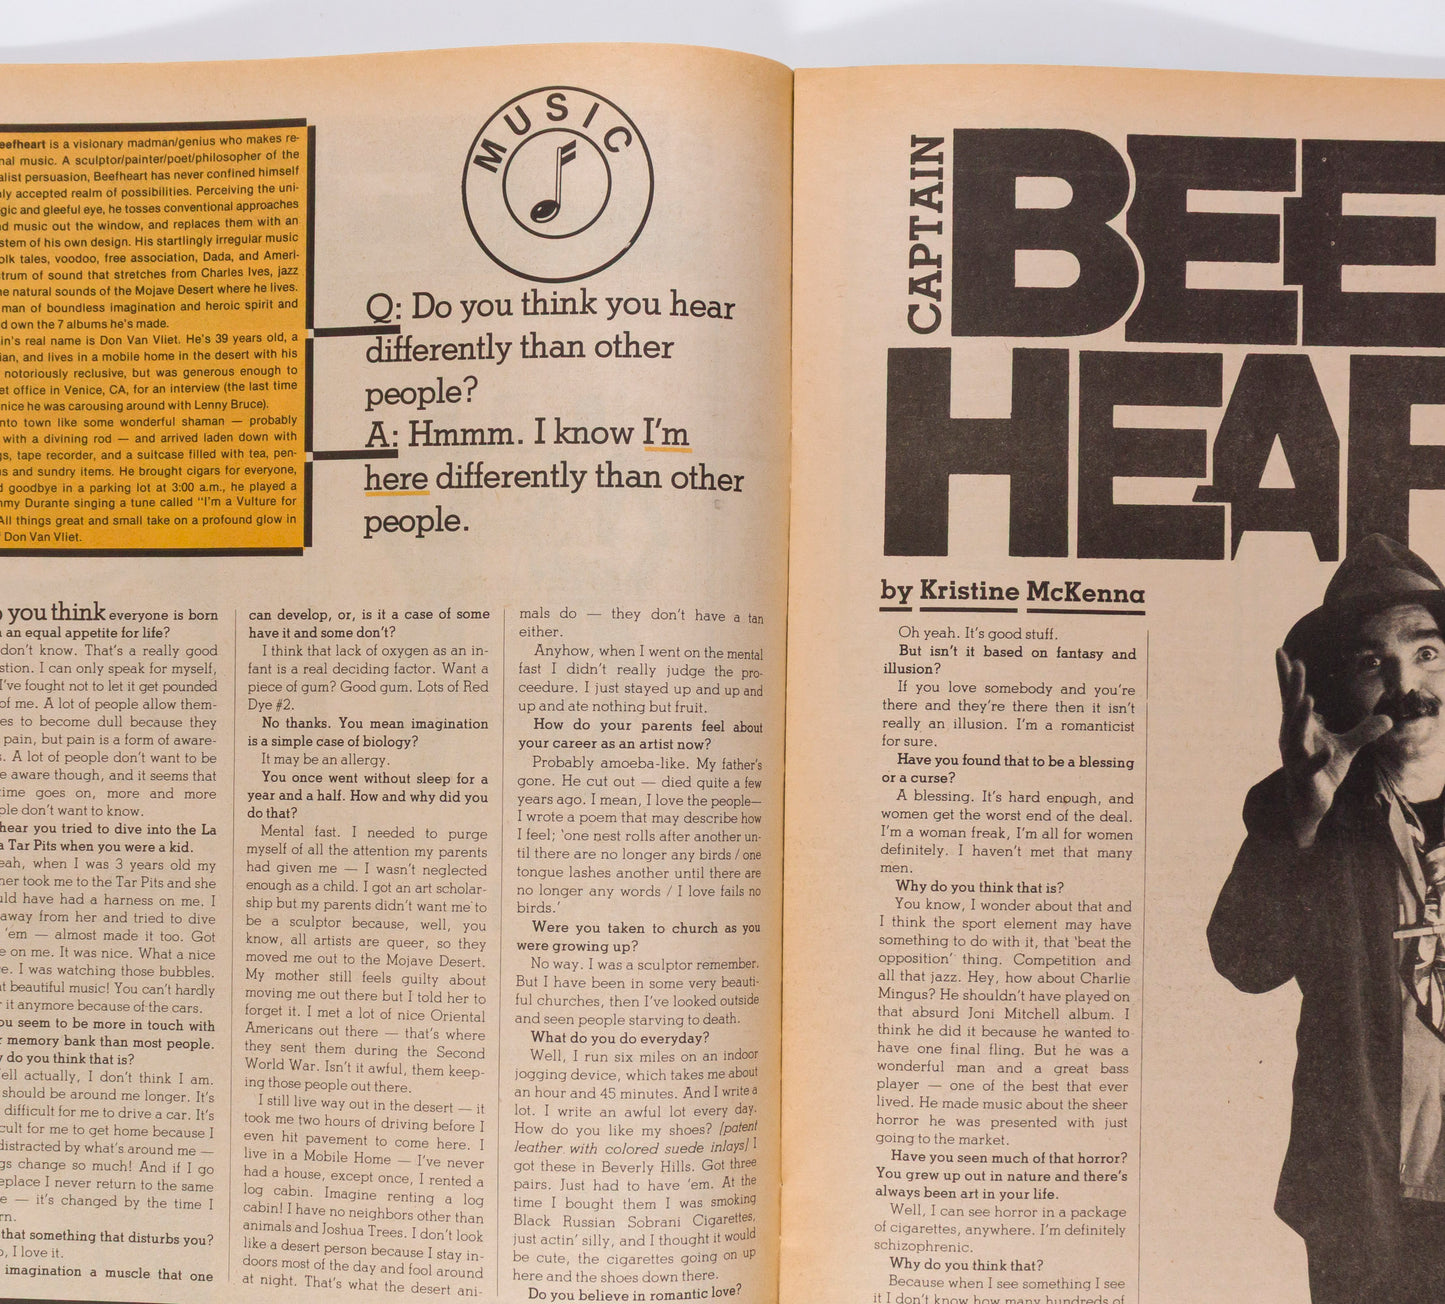 eefheart is a visionary madman/genius who makes re-
nal music. A sculptor/painter/poet/philosopher of the
alist persuasion, Beefheart has never confined himself
ly accepted realm of possibilities. Perceiving the uni-
gic and gleeful eye, he tosses conventional approaches
d music out the window, and replaces them with an
stem of his own design. His startlingly irregular music
olk tales, voodoo, free association, Dada, and Ameri-
trum of sound that stretches from Charles Ives, jazz
e natural sounds of the Mojave Desert where he lives.
man of boundless imagination and heroic spirit and
d own the 7 albums he's made.
in's real name is Don Van Vliet. He's 39 years old, a
ian, and lives in a mobile home in the desert with his
notoriously reclusive, but was generous enough to
et office in Venice, CA, for an interview (the last time
nice he was carousing around with Lenny Bruce).
nto town like some wonderful shaman — probably
with a divining rod — and arrived laden down with
gs, tape recorder, and a suitcase filled with tea, pen-
s and sundry items. He brought cigars for everyone,
d goodbye in a parking lot at 3:00 a.m., he played a
mmy Durante singing a tune called "I'm a Vulture for
All things great and small take on a profound glow in
f Don Van Vliet.
MUSIC
Q: Do you think you hear
differently than other
people?
A: Hmmm. I know I'm
here differently than other
people.
o you think everyone is born
n an equal appetite for life?
don't know. That's a really good
stion. I can only speak for myself,
I've fought not to let it get pounded
of me. A lot of people allow them-
es to become dull because they
pain, but pain is a form of aware-
s. A lot of people don't want to be
e aware though, and it seems that
time goes on, more and more
ple don't want to know.
hear you tried to dive into the La
a Tar Pits when you were a kid.
eah, when I was 3 years old my
her took me to the Tar Pits and she
uld have had a harness on me. I
away from her and tried to dive
'em — almost made it too. Got
e on me. It was nice. What a nice
e. I was watching those bubbles.
t beautiful music! You can't hardly
r it anymore because of the cars.
ou seem to be more in touch with
r memory bank than most people.
y do you think that is?
ell actually, I don't think I am.
should be around me longer. It's
difficult for me to drive a car. It's
cult for me to get home because I
distracted by what's around me —
gs change so much! And if I go
eplace I never return to the same
e — it's changed by the time I
rn.
that something that disturbs you?
o, I love it.
imagination a muscle that one
can develop, or, is it a case of some
have it and some don't?
I think that lack of oxygen as an in-
fant is a real deciding factor. Want a
piece of gum? Good gum. Lots of Red
Dye #2.
No thanks. You mean imagination
is a simple case of biology?
It may be an allergy.
You once went without sleep for a
year and a half. How and why did you
do that?
Mental fast. I needed to purge
myself of all the attention my parents
had given me — I wasn't neglected
enough as a child. I got an art scholar-
ship but my parents didn't want me to
be a sculptor because, well, you
know, all artists are queer, so they
moved me out to the Mojave Desert.
My mother still feels guilty about
moving me out there but I told her to
forget it. I met a lot of nice Oriental
Americans out there — that's where
they sent them during the Second
World War. Isn't it awful, them keep-
ing those people out there.
I still live way out in the desert — it
took me two hours of driving before I
even hit pavement to come here. I
live in a Mobile Home — I've never
had a house, except once, I rented a
log cabin. Imagine renting a log
cabin! I have no neighbors other than
animals and Joshua Trees. I don't look
like a desert person because I stay in-
doors most of the day and fool around
at night. That's what the desert ani-
mals do — they don't have a tan
either.
Anyhow, when I went on the mental
fast I didn't really judge the pro-
ceedure. I just stayed up and up and
up and ate nothing but fruit.
How do your parents feel about
your career as an artist now?
Probably amoeba-like. My father's
gone. He cut out — died quite a few
years ago. I mean, I love the people—
I wrote a poem that may describe how
I feel; 'one nest rolls after another un-
til there are no longer any birds / one
tongue lashes another until there are
no longer any words / I love fails no
birds.'
Were you taken to church as you
were growing up?
No way. I was a sculptor remember.
But I have been in some very beauti-
ful churches, then I've looked outside
and seen people starving to death.
What do you do everyday?
Well, I run six miles on an indoor
jogging device, which takes me about
an hour and 45 minutes. And I write a
lot. I write an awful lot every day.
How do you like my shoes? [patent
leather with colored suede inlays] I
got these in Beverly Hills. Got three
pairs. Just had to have 'em. At the
time I bought them I was smoking
Black Russian Sobrani Cigarettes,
just actin' silly, and I thought it would
be cute, the cigarettes going on up
here and the shoes down there.
Do you believe in romantic love?
CAPTAIN
BEE
HEAR
by Kristine McKenna
Oh yeah. It's good stuff.
But isn't it based on fantasy and
illusion?
If you love somebody and you're
there and they're there then it isn't
really an illusion. I'm a romanticist
for sure.
Have you found that to be a blessing
or a curse?
A blessing. It's hard enough, and
women get the worst end of the deal.
I'm a woman freak, I'm all for women
definitely. I haven't met that many
men.
Why do you think that is?
You know, I wonder about that and
I think the sport element may have
something to do with it, that 'beat the
opposition' thing. Competition and
all that jazz. Hey, how about Charlie
Mingus? He shouldn't have played on
that absurd Joni Mitchell album. I
think he did it because he wanted to
have one final fling. But he was a
wonderful man and a great bass
player — one of the best that ever
lived. He made music about the sheer
horror he was presented with just
going to the market.
Have you seen much of that horror?
You grew up out in nature and there's
always been art in your life.
Well, I can see horror in a package
of cigarettes, anywhere. I'm definitely
schizophrenic.
Why do you think that?
Because when I see something I see
it I don't know how many hundreds of